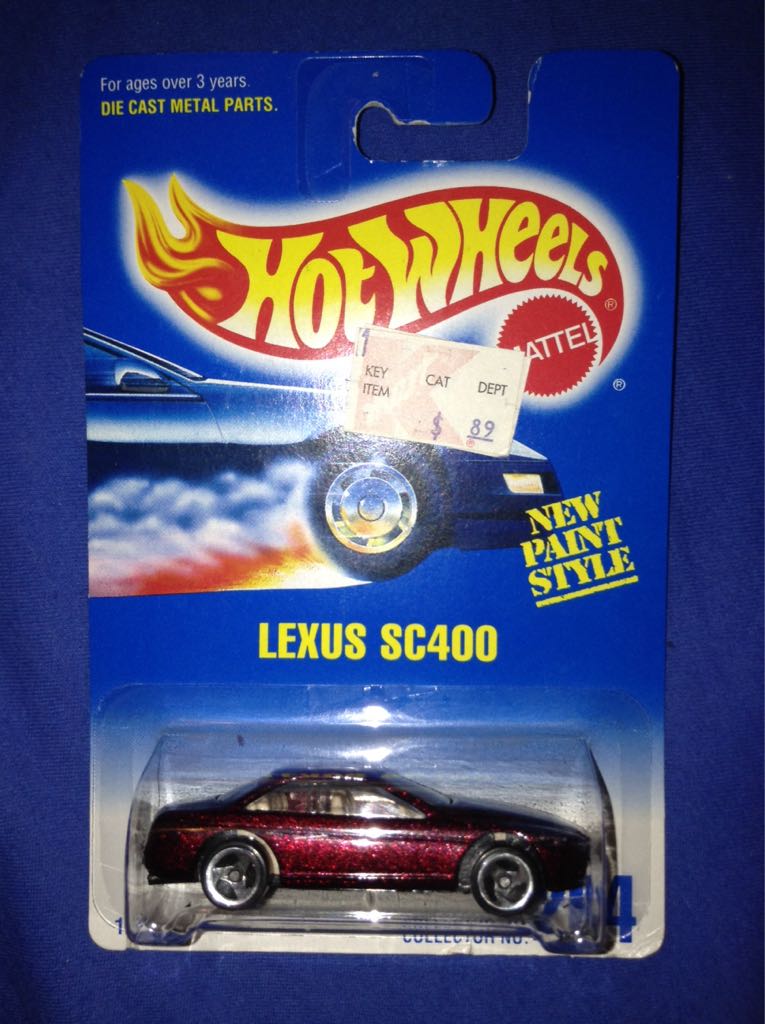 For ages over 3 years.
DIE CAST METAL PARTS.
HOT WHEELS®
MATTEL
®
KEY
ITEM
CAT
DEPT
$ 89
NEW
PAINT
STYLE
LEXUS SC400
COLLECTOR NO.